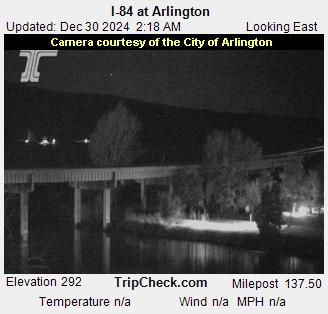 I-84 at Arlington
Updated: Dec 30 2024 2:18 AM Looking East
Camera courtesy of the City of Arlington
Elevation 292 TripCheck.com Milepost 137.50
Temperature n/a Wind n/a MPH n/a